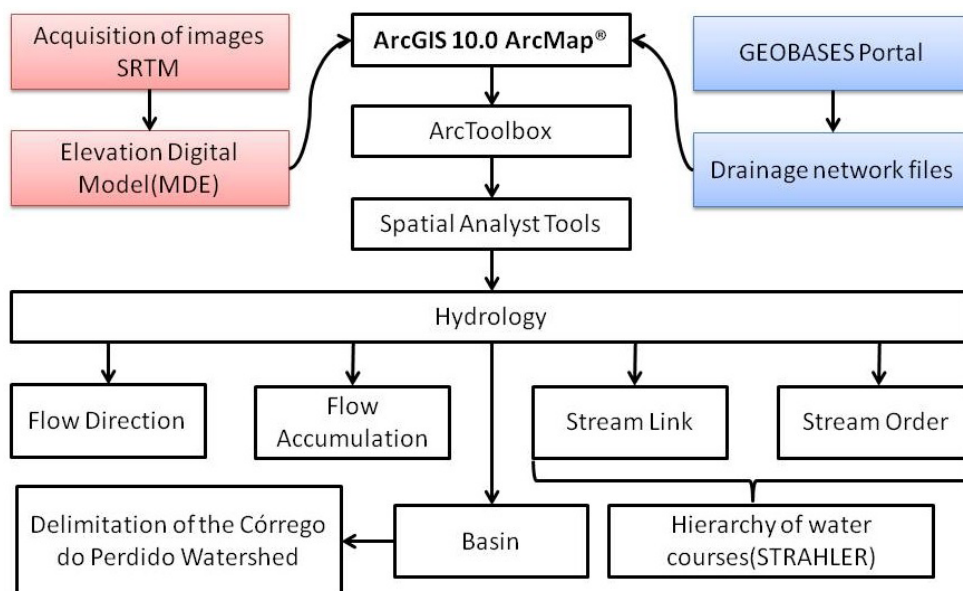 Acquisition of images
SRTM
ArcGIS 10.0 ArcMap®
GEOBASES Portal
Elevation Digital
Model(MDE)
ArcToolbox
Drainage network files
Spatial Analyst Tools
Hydrology
Flow Direction
Flow
Accumulation
Stream Link
Stream Order
Delimitation of the Córrego
do Perdido Watershed
Basin
Hierarchy of water
courses(STRAHLER)